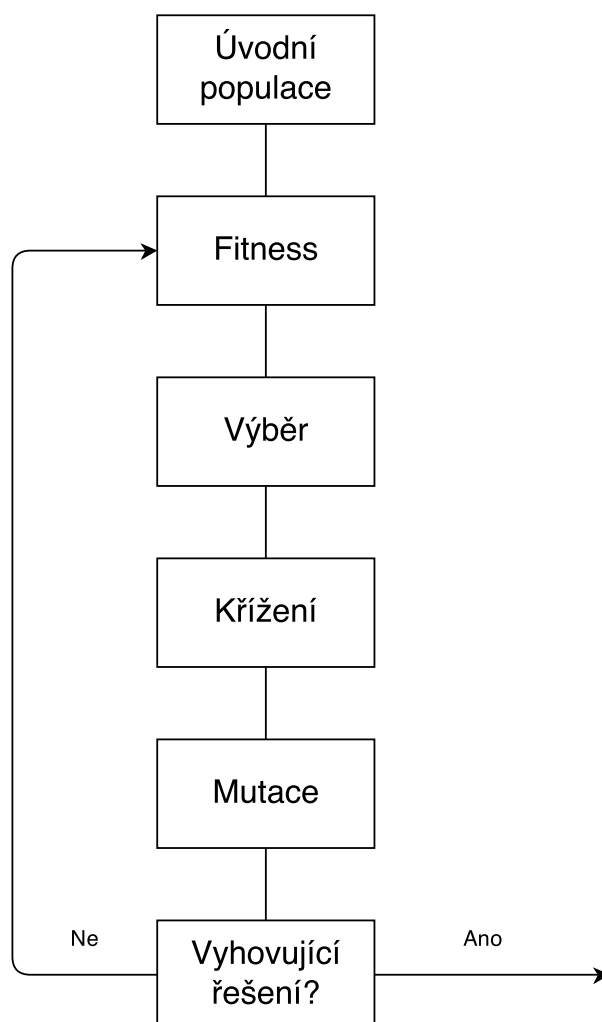 Úvodní
populace
Fitness
Výběr
Křížení
Mutace
Ne
Ano
Vyhovující
řešení?